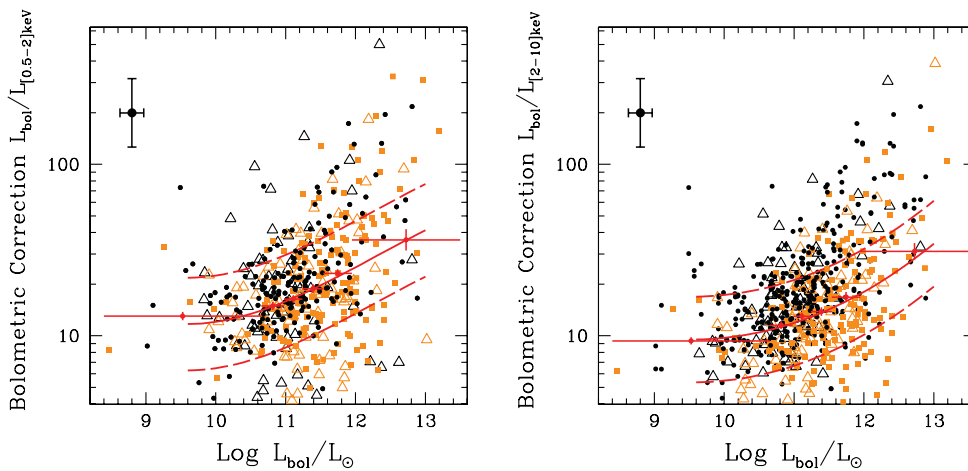 Bolometric Correction L_bol/L_[0.5-2]keV
100
10
9 10 11 12 13
Log L_bol/L_☉
Bolometric Correction L_bol/L_[2-10]keV
100
10
9 10 11 12 13
Log L_bol/L_☉